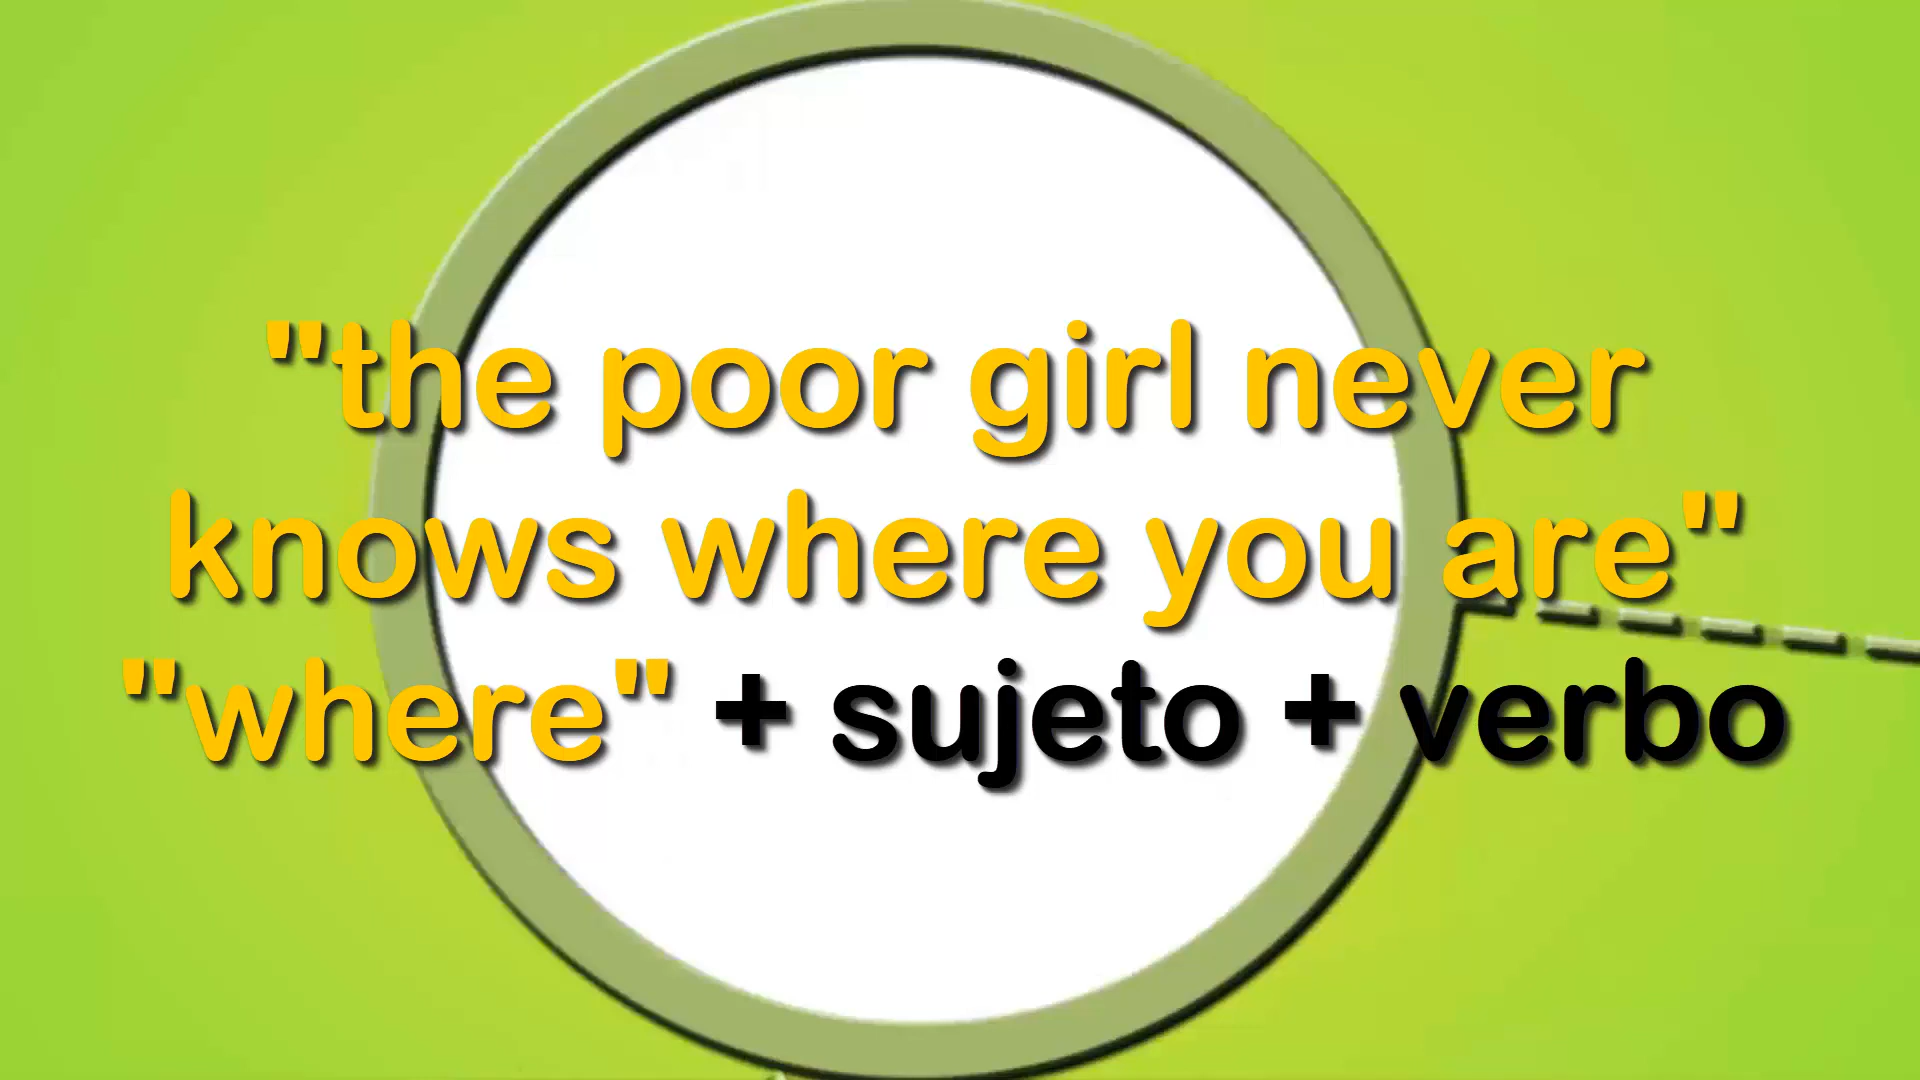 "the poor girl never
knows where you are"
"where" + sujeto + verbo